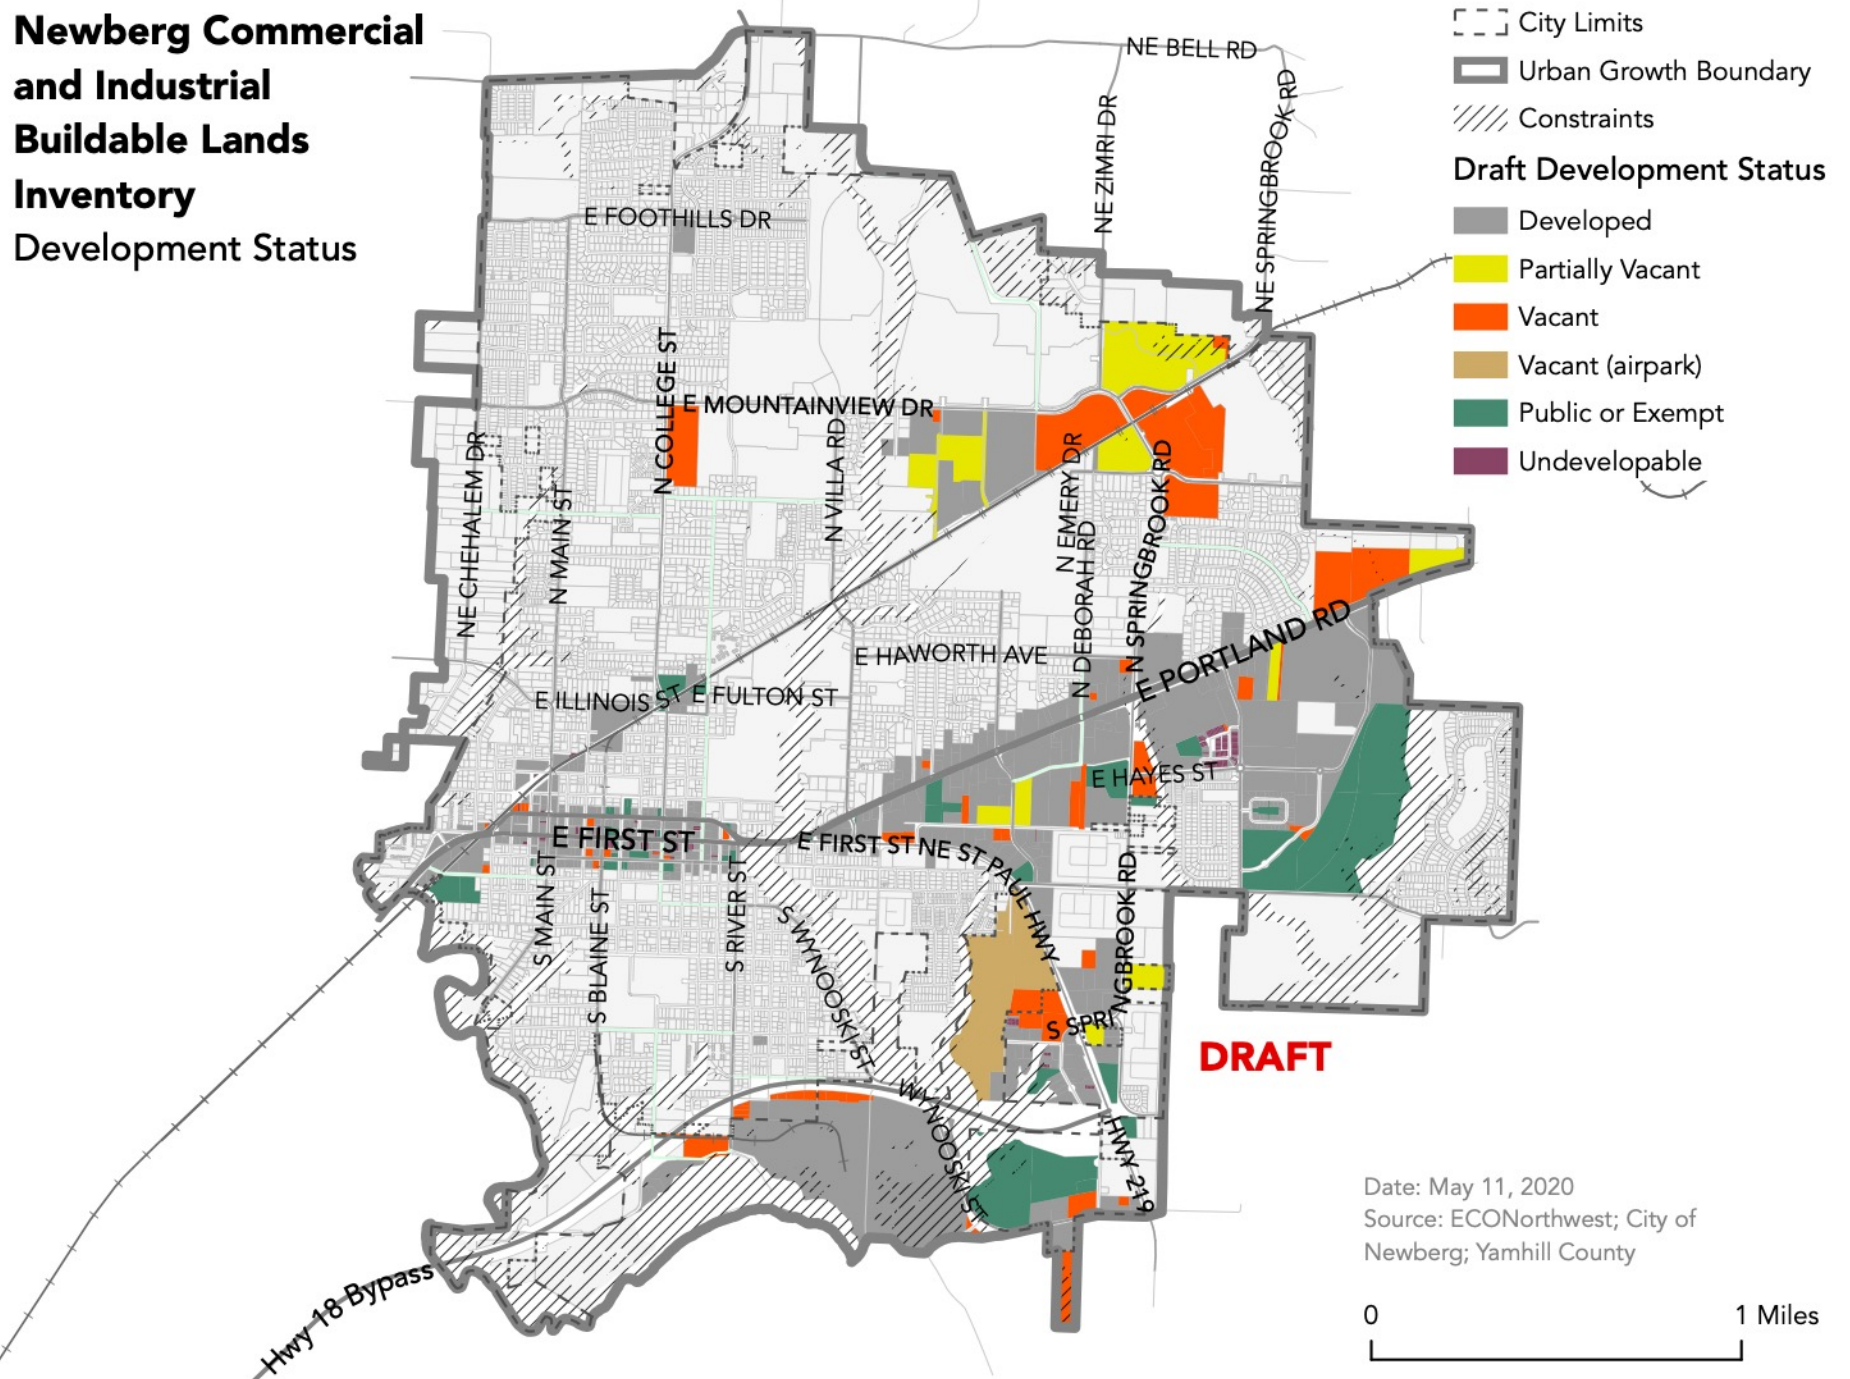 Newberg Commercial
and Industrial
Buildable Lands
Inventory
Development Status
City Limits
Urban Growth Boundary
Constraints
Draft Development Status
Developed
Partially Vacant
Vacant
Vacant (airpark)
Public or Exempt
Undevelopable
NE BELL RD
NE ZIMRI DR
NE SPRINGBROOK RD
E FOOTHILLS DR
N COLLEGE ST
E MOUNTAINVIEW DR
NE CHEHALEM DR
N MAIN ST
N VILLA RD
N EMERY DR
N DEBORAH RD
N SPRINGBROOK RD
E PORTLAND RD
E HAWORTH AVE
E ILLINOIS ST
E FULTON ST
E HAYES ST
E FIRST ST
E FIRST ST
NE ST PAUL HWY
S MAIN ST
S BLAINE ST
S RIVER ST
S WYNOOSKI ST
S SPRINGBROOK RD
WYNOOSKI ST
HWY 219
Hwy 18 Bypass
DRAFT
Date: May 11, 2020
Source: ECONorthwest; City of
Newberg; Yamhill County
0
1 Miles